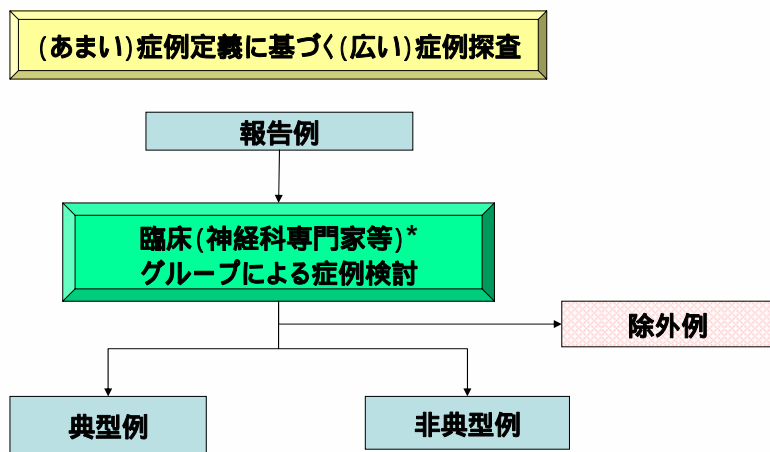 (あまい)症例定義に基づく(広い)症例探査
報告例
臨床(神経科専門家等)*
グループによる症例検討
除外例
典型例
非典型例